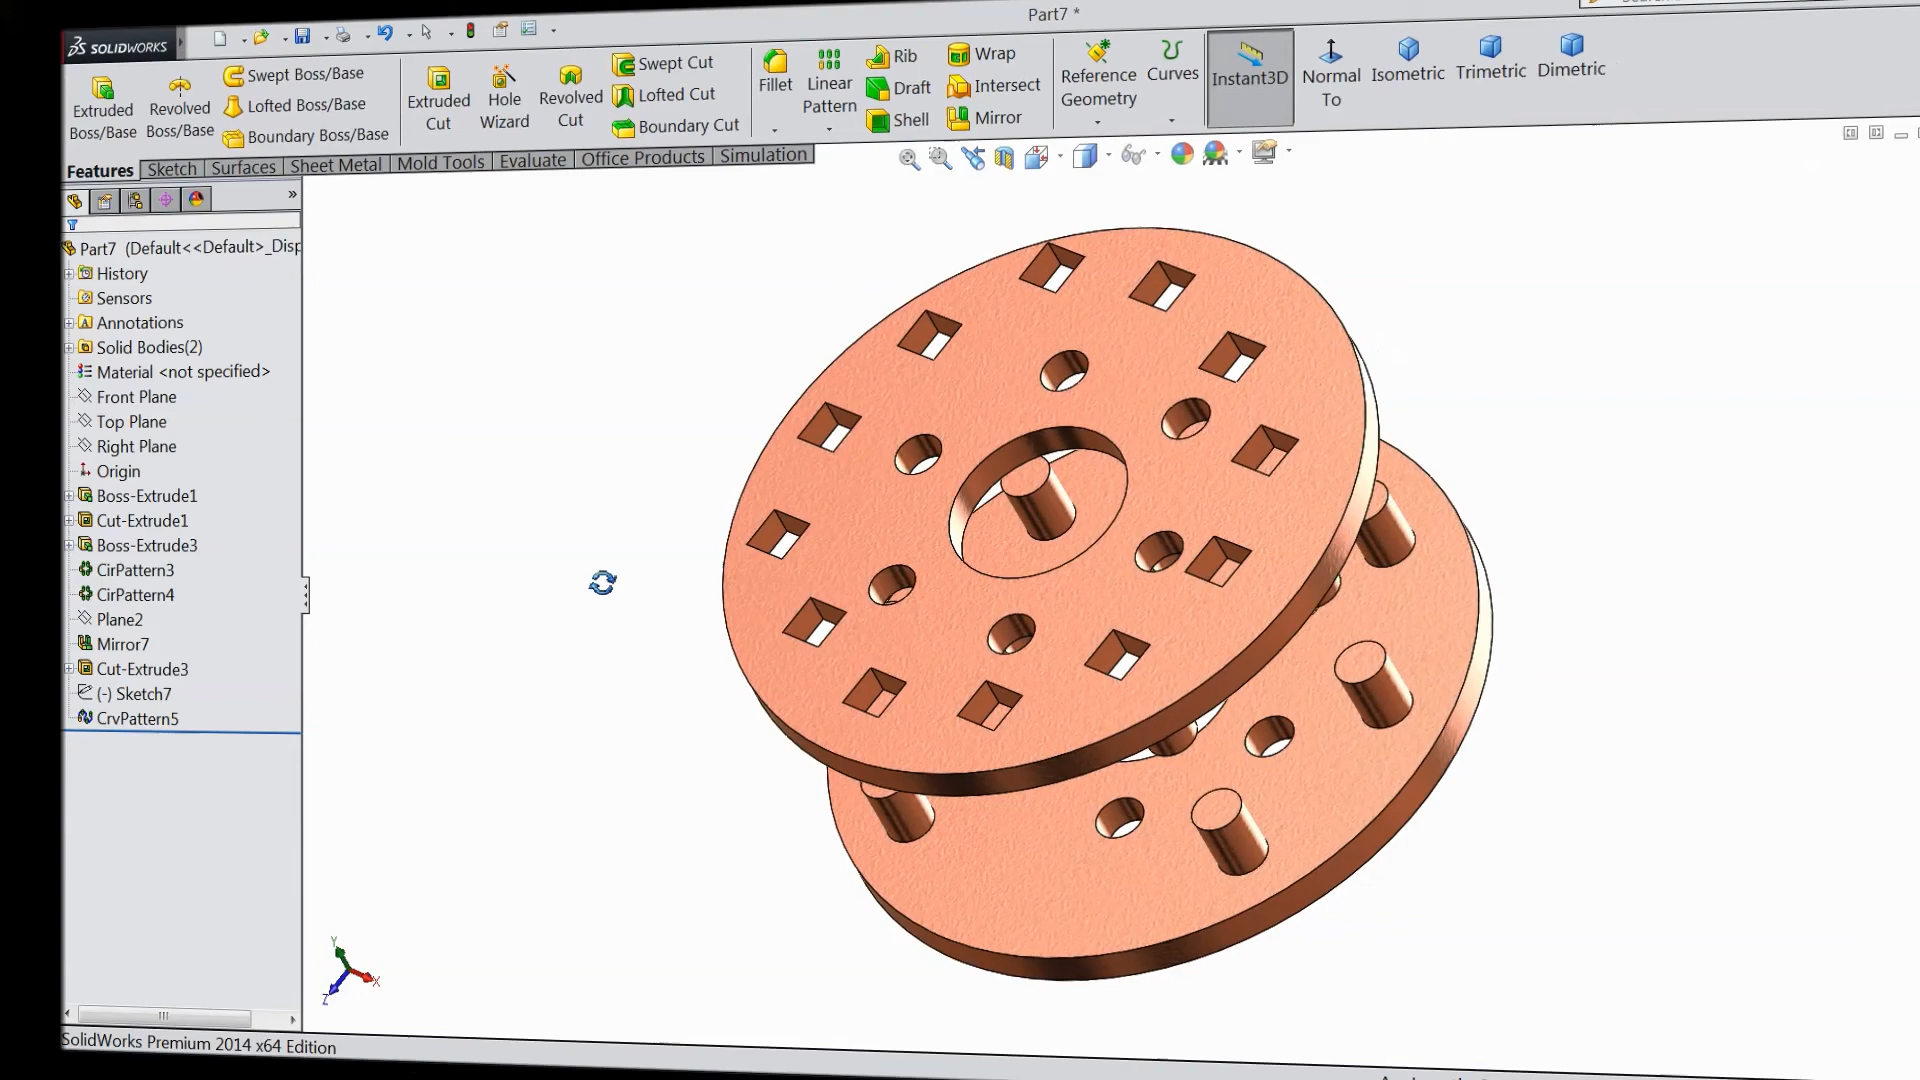 Part7 *
SOLIDWORKS
Extruded Boss/Base
Revolved Boss/Base
Swept Boss/Base
Lofted Boss/Base
Boundary Boss/Base
Extruded Cut
Hole Wizard
Revolved Cut
Swept Cut
Lofted Cut
Boundary Cut
Fillet
Linear Pattern
Rib
Draft
Shell
Wrap
Intersect
Mirror
Reference Geometry
Curves
Instant3D
Normal To
Isometric
Trimetric
Dimetric
Features Sketch Surfaces Sheet Metal Mold Tools Evaluate Office Products Simulation
»
Part7 (Default<<Default>_Disp
History
Sensors
Annotations
Solid Bodies(2)
Material <not specified>
Front Plane
Top Plane
Right Plane
Origin
Boss-Extrude1
Cut-Extrude1
Boss-Extrude3
CirPattern3
CirPattern4
Plane2
Mirror7
Cut-Extrude3
(-) Sketch7
CrvPattern5
Y
X
Z
SolidWorks Premium 2014 x64 Edition